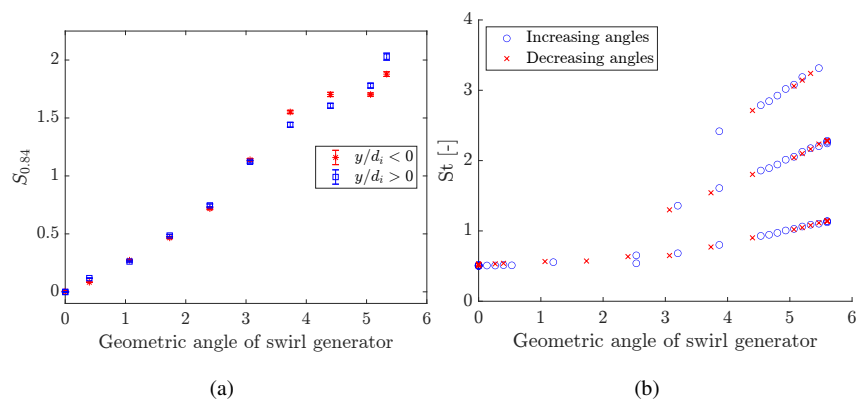 2
1.5
1
0.5
0
S0.84
y/di < 0
y/di > 0
0 1 2 3 4 5 6
Geometric angle of swirl generator
(a)
4
3
2
1
0
St [-]
Increasing angles
Decreasing angles
0 1 2 3 4 5 6
Geometric angle of swirl generator
(b)